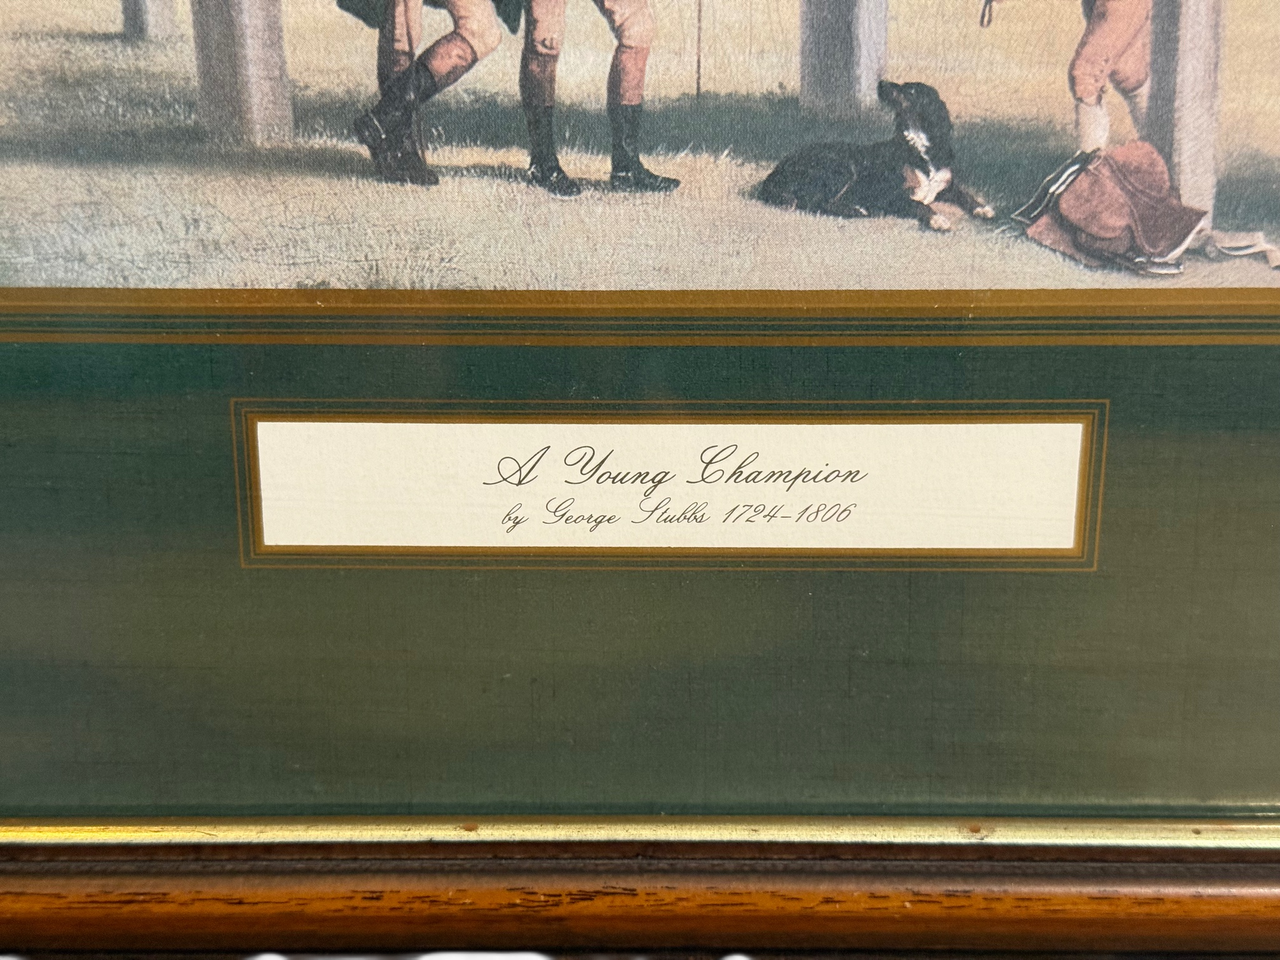 A Young Champion
by George Stubbs 1724-1806